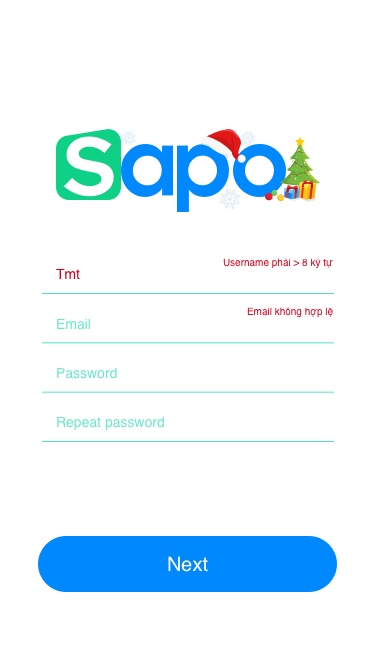 Sapo
Username phải > 8 ký tự
Tmt
Email không hợp lệ
Email
Password
Repeat password
Next